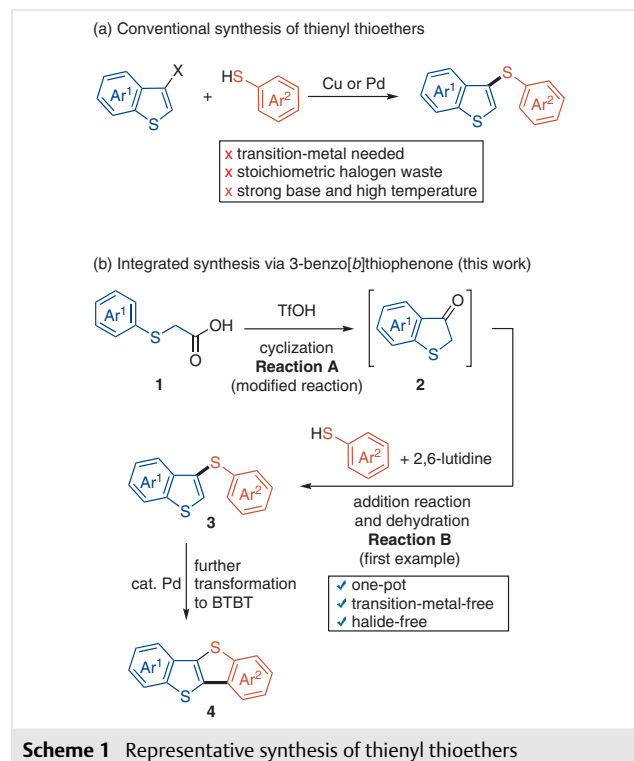 (a) Conventional synthesis of thienyl thioethers
X
Ar1
S
+
HS
Ar2
Cu or Pd
Ar1
S
S
Ar2
x transition-metal needed
x stoichiometric halogen waste
x strong base and high temperature
(b) Integrated synthesis via 3-benzo[b]thiophenone (this work)
Ar1
S
OH
O
1
TfOH
cyclization
Reaction A
(modified reaction)
O
Ar1
S
2
HS
Ar2
+ 2,6-lutidine
addition reaction
and dehydration
Reaction B
(first example)
Ar1
S
S
Ar2
3
✓ one-pot
✓ transition-metal-free
✓ halide-free
cat. Pd
further
transformation
to BTBT
Ar1
S
S
Ar2
4
Scheme 1 Representative synthesis of thienyl thioethers